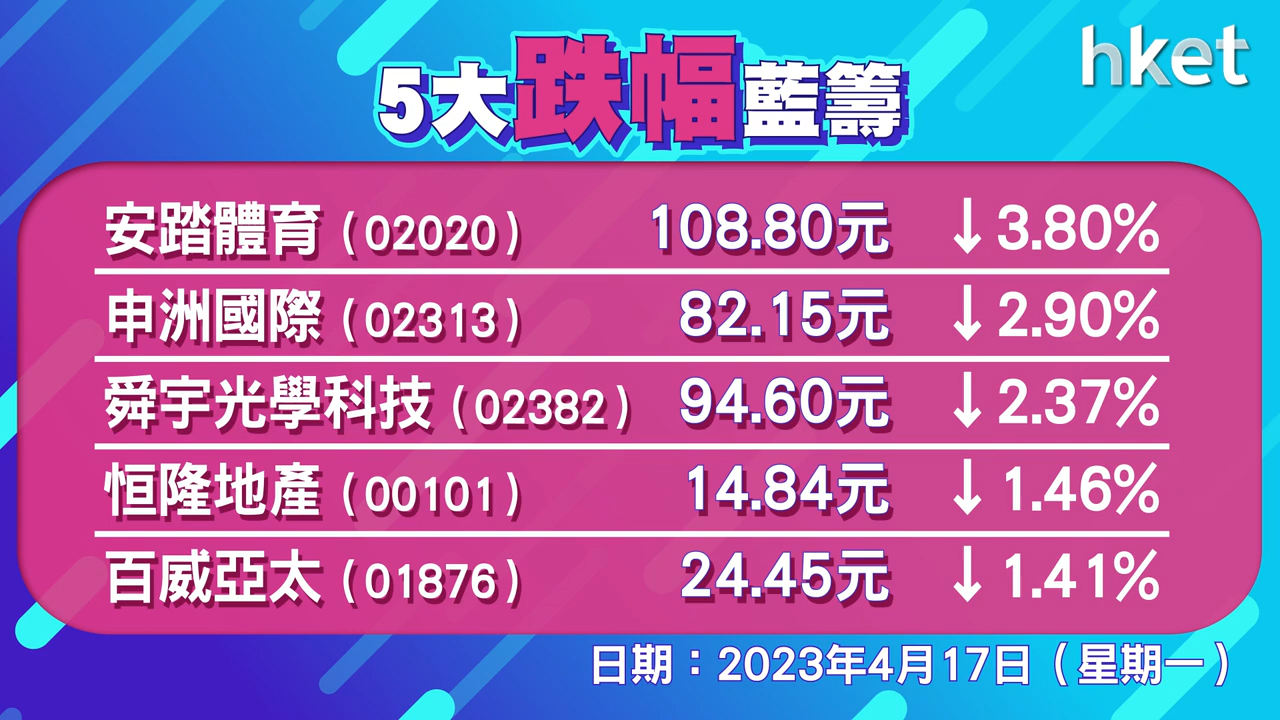 hket
5大跌幅藍籌
安踏體育（02020） 108.80元 ↓3.80%
申洲國際（02313） 82.15元 ↓2.90%
舜宇光學科技（02382） 94.60元 ↓2.37%
恒隆地產（00101） 14.84元 ↓1.46%
百威亞太（01876） 24.45元 ↓1.41%
日期：2023年4月17日（星期一）